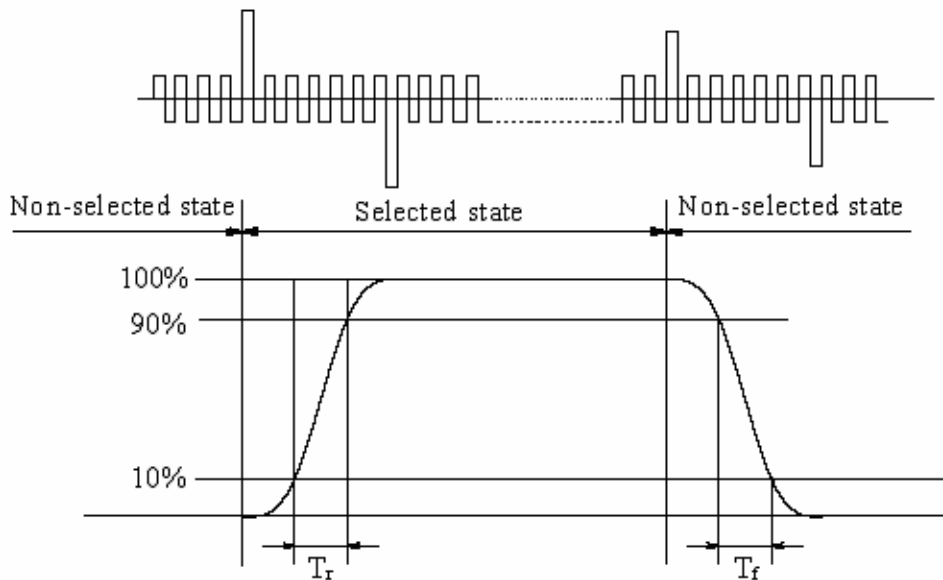 Non-selected state
Selected state
Non-selected state
100%
90%
10%
Tr
Tf